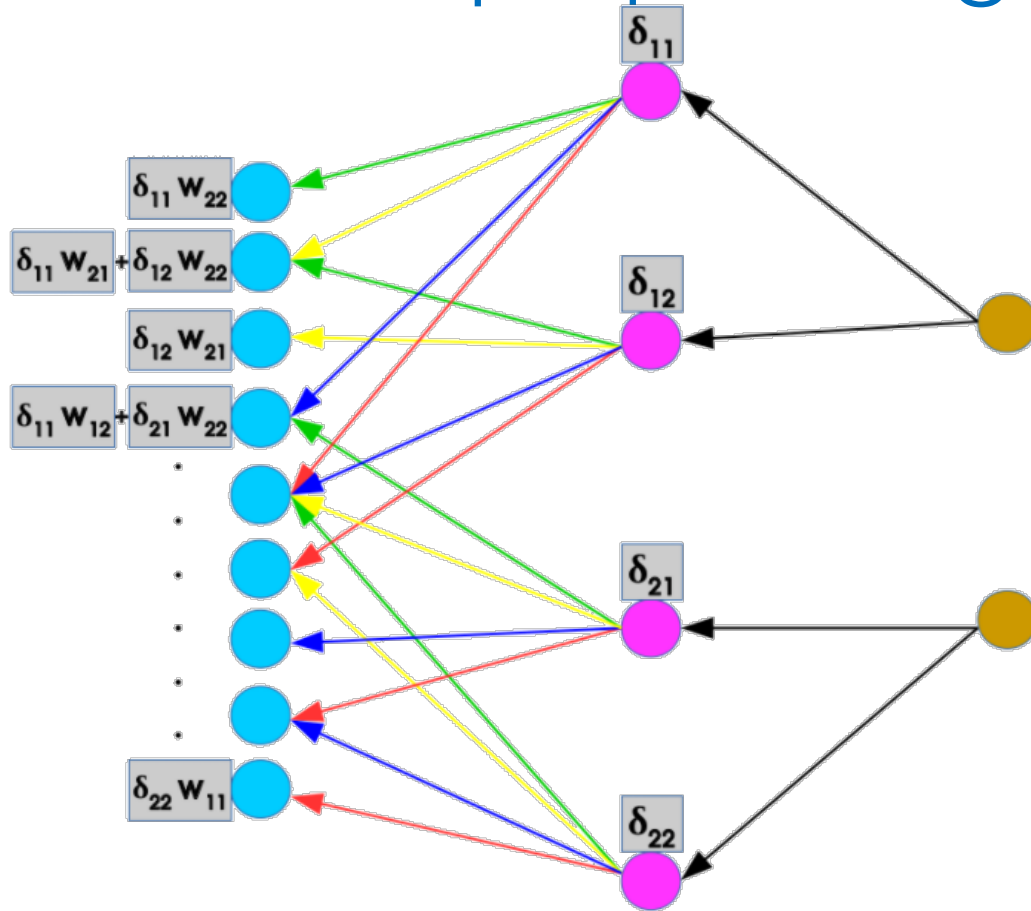 δ₁₁
δ₁₁ w₂₂
δ₁₁ w₂₁ + δ₁₂ w₂₂
δ₁₂
δ₁₂ w₂₁
δ₁₁ w₁₂ + δ₂₁ w₂₂
δ₂₁
δ₂₂ w₁₁
δ₂₂